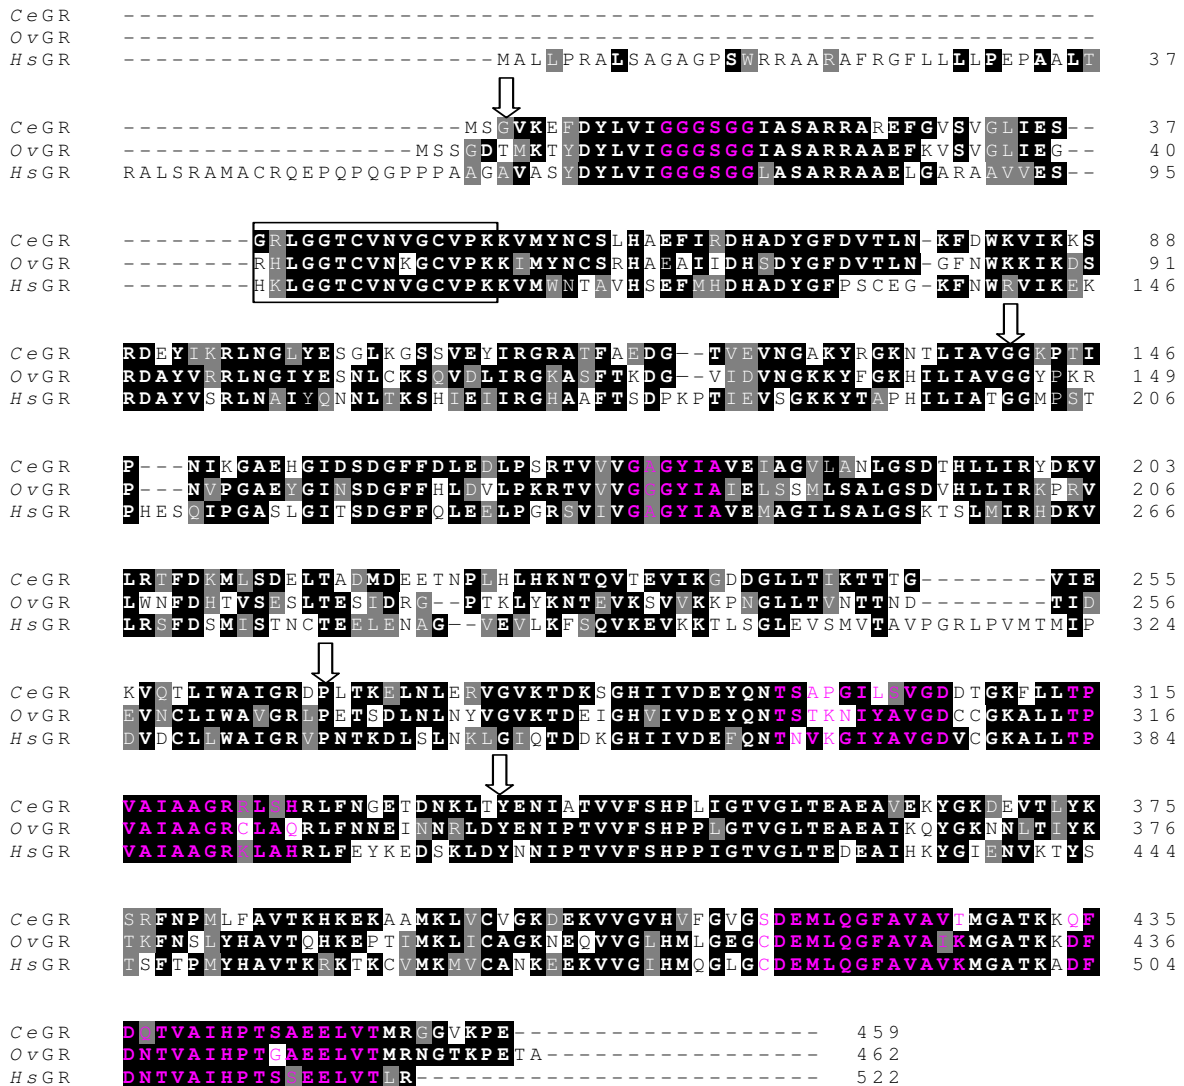 CeGR ------------------------------------------------------------
OvGR ------------------------------------------------------------
HsGR -----------------------MALLPRALSAGAGPSWRRAARAFRGFLLLLPEPAALT 37
CeGR ---------------------MSGVKEFDYLVIGGGSGGIASARRAREFGVSVGLIES-- 37
OvGR ------------------MSSGDTMKTYDYLVIGGGSGGIASARRAAEFKVSVGLIEG-- 40
HsGR RALSRAMACRQEPQPQGPPPAAGAVASYDYLVIGGGSGGLASARRAAELGARAAVVES-- 95
CeGR --------GRLGGTCVNVGCVPKKVMYNCSLHAEFIRDHADYGFDVTLN-KFDWKVIKKS 88
OvGR --------RHLGGTCVNKGCVPKKIMYNCSRHAEAIIDHSDYGFDVTLN-GFNWKKIKDS 91
HsGR --------HKLGGTCVNVGCVPKKVMWNTAVHSEFMHDHADYGFPSCEG-KFNWRVIKEK 146
CeGR RDEYIKRLNGLYESGLKGSSVEYIRGRATFAEDG--TVEVNGAKYRGKNTLIAVGGKPTI 146
OvGR RDAYVRRLNGIYESNLCKSQVDLIRGKASFTKDG--VIDVNGKKYFGKHILIAVGGYPKR 149
HsGR RDAYVSRLNAIYQNNLTKSHIEIIRGHAAFTSDPKPTIEVSGKKYTAPHILIATGGMPST 206
CeGR P---NIKGAEHGIDSDGFFDLEDLPSRTVVVGAGYIAVEIAGVLANLGSDTHLLIRYDKV 203
OvGR P---NVPGAEYGINSDGFFHLDVLPKRTVVVGGGYIAIELSSMLSALGSDVHLLIRKPRV 206
HsGR PHESQIPGASLGITSDGFFQLEELPGRSVIVGAGYIAVEMAGILSALGSKTSLMIRHDKV 266
CeGR LRTFDKMLSDELTADMDEETNPLHLHKNTQVTEVIKGDDGLLTIKTTTG--------VIE 255
OvGR LWNFDHTVSESLTESIDRG--PTKLYKNTEVKSVVKKPNGLLTVNTTND--------TID 256
HsGR LRSFDSMISTNCTEELENAG--VEVLKFSQVKEVKKTLSGLEVSMVTAVPGRLPVMTMIP 324
CeGR KVQTLIWAIGRDPLTKELNLERVGVKTDKSGHIIVDEYQNTSAPGILSVGDDTGKFLLTP 315
OvGR EVNCLIWAVGRLPETSDLNLNYVGVKTDEIGHVIVDEYQNTSTKNIYAVGDCCGKALLTP 316
HsGR DVDCLLWAIGRVPNTKDLSLNKLGIQTDDKGHIIVDEFQNTNVKGIYAVGDVCGKALLTP 384
CeGR VAIAAGRRLSHRLFNGETDNKLTYENIATVVFSHPLIGTVGLTEAEAVEKYGKDEVTLYK 375
OvGR VAIAAGRCLAQRLFNNEINNRLDYENIPTVVFSHPPLGTVGLTEAEAIKQYGKNNLTIYK 376
HsGR VAIAAGRKLAHRLFEYKEDSKLDYNNIPTVVFSHPPIGTVGLTEDEAIHKYGIENVKTYS 444
CeGR SRFNPMLFAVTKHKEKAAMKLVCVGKDEKVVGVHVFGVGSDEMLQGFAVAVTMGATKKQF 435
OvGR TKFNSLYHAVTQHKEPTIMKLICAGKNEQVVGLHMLGEGCDEMLQGFAVAIKMGATKKDF 436
HsGR TSFTPMYHAVTKRKTKCVMKMVCANKEEKVVGIHMQGLGCDEMLQGFAVAVKMGATKADF 504
CeGR DQTVAIHPTSAEELVTMRGGVKPE------------------- 459
OvGR DNTVAIHPTGAEELVTMRNGTKPETA----------------- 462
HsGR DNTVAIHPTSSEELVTLR------------------------- 522